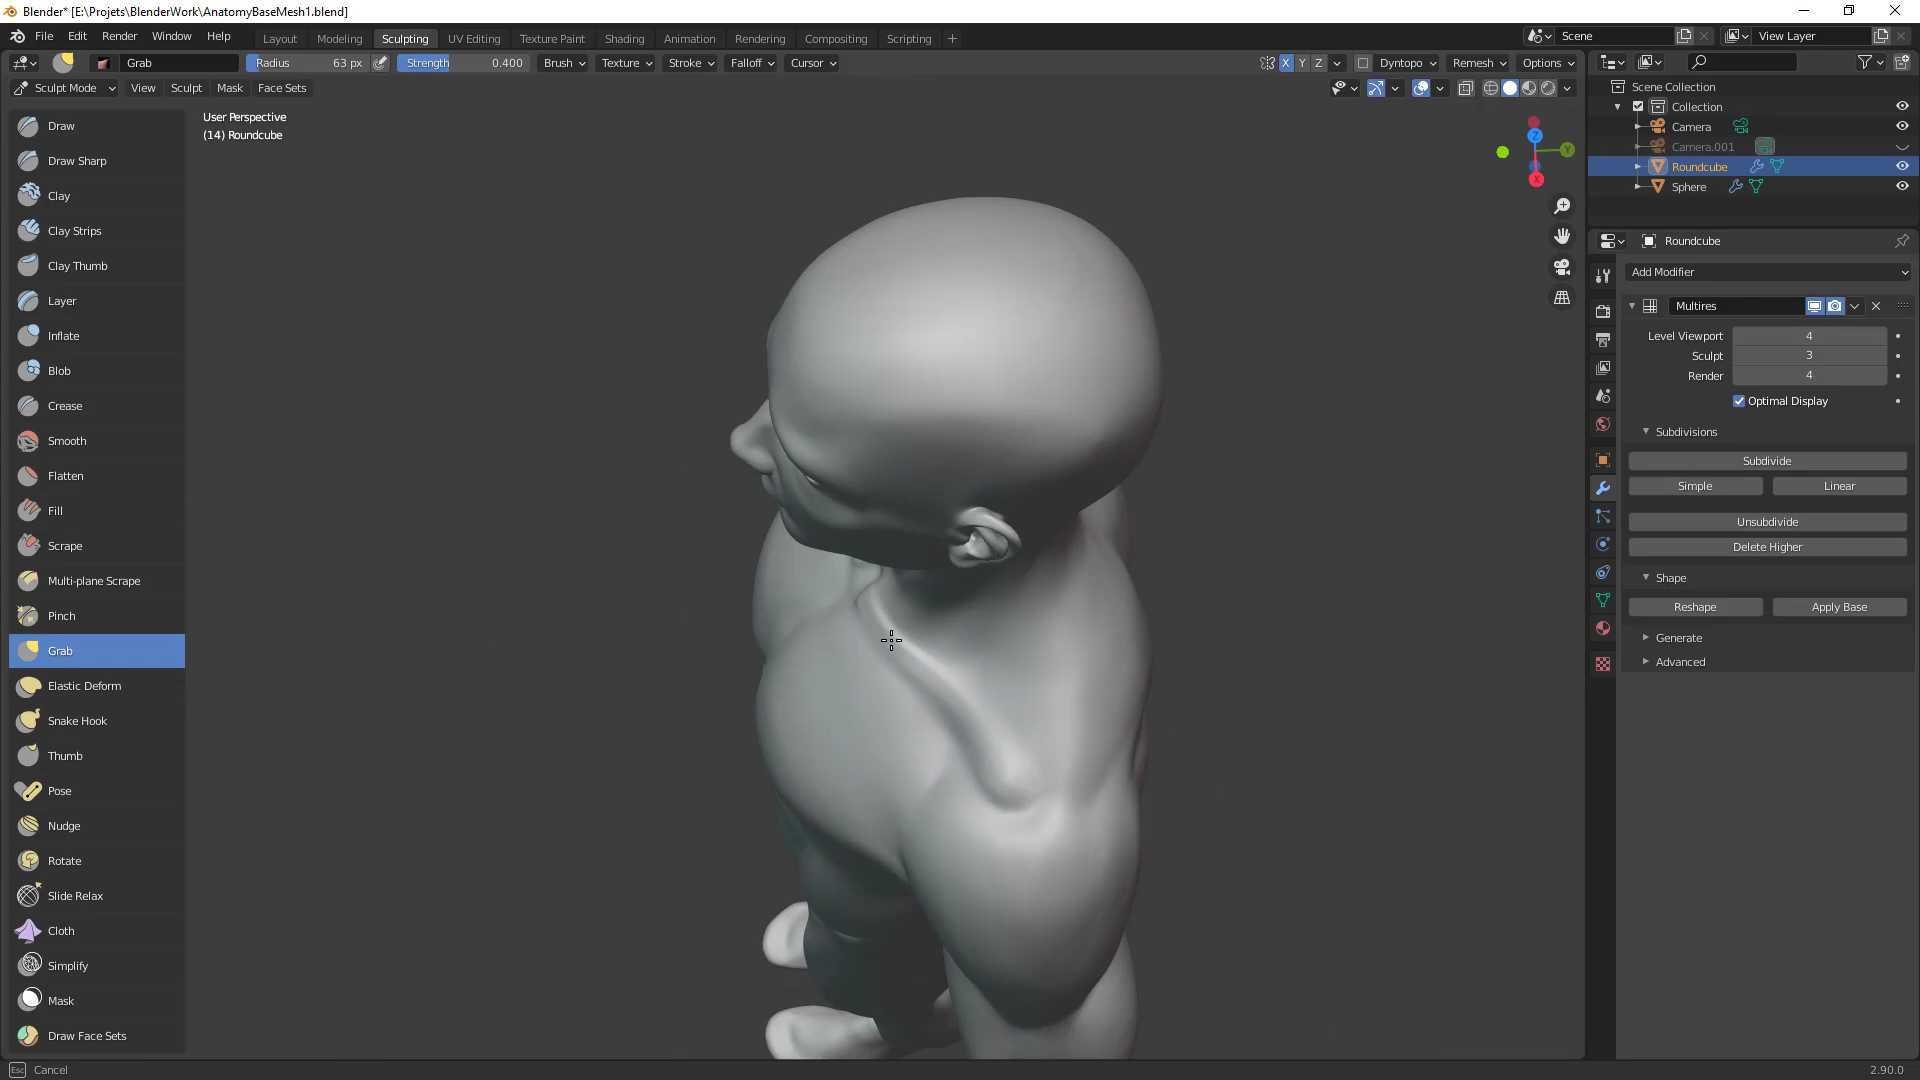 Blender* [E:\Projets\BlenderWork\AnatomyBaseMesh1.blend]
File Edit Render Window Help Layout Modeling Sculpting UV Editing Texture Paint Shading Animation Rendering Compositing Scripting + Scene View Layer
Grab Radius 63 px Strength 0.400 Brush Texture Stroke Falloff Cursor X Y Z Dyntopo Remesh Options
Sculpt Mode View Sculpt Mask Face Sets
User Perspective
(14) Roundcube
Draw
Draw Sharp
Clay
Clay Strips
Clay Thumb
Layer
Inflate
Blob
Crease
Smooth
Flatten
Fill
Scrape
Multi-plane Scrape
Pinch
Grab
Elastic Deform
Snake Hook
Thumb
Pose
Nudge
Rotate
Slide Relax
Cloth
Simplify
Mask
Draw Face Sets
Z
Y
X
Scene Collection
Collection
Camera
Camera.001
Roundcube
Sphere
Roundcube
Add Modifier
Multires
Level Viewport 4
Sculpt 3
Render 4
Optimal Display
Subdivisions
Subdivide
Simple Linear
Unsubdivide
Delete Higher
Shape
Reshape Apply Base
Generate
Advanced
Esc Cancel 2.90.0